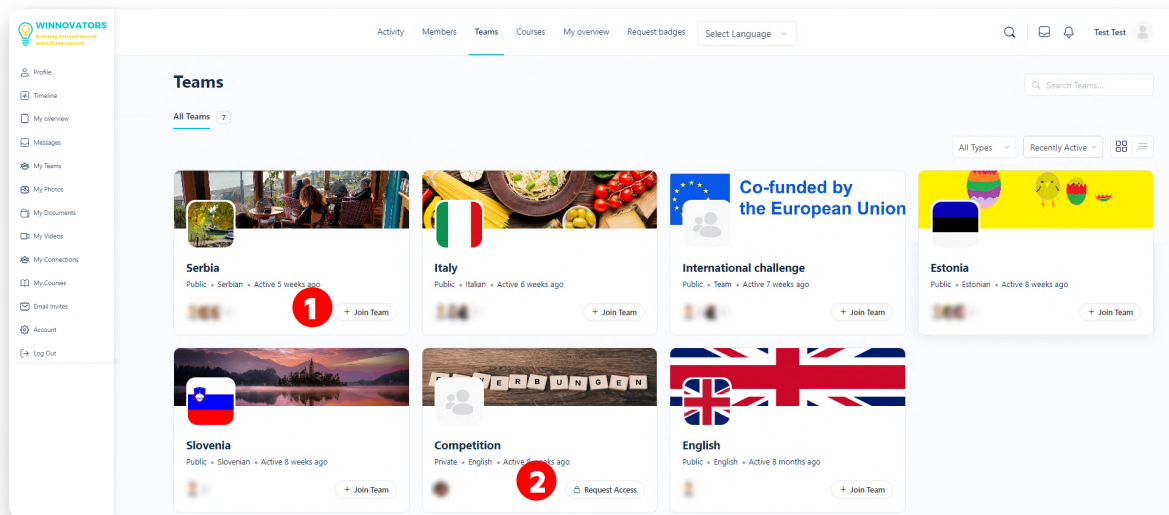 WINNOVATORS
Boosting entrepreneurial
and STEAM capacity
Activity Members Teams Courses My overview Request badges Select Language Test Test
Profile
Timeline
My overview
Messages
My Teams
My Photos
My Documents
My Videos
My Connections
My Courses
Email Invites
Account
Log Out
Teams
Search Teams...
All Teams 7
All Types Recently Active
Co-funded by
the European Union
Serbia
Public • Serbian • Active 5 weeks ago
1
+ Join Team
Italy
Public • Italian • Active 6 weeks ago
+ Join Team
International challenge
Public • Team • Active 7 weeks ago
+ Join Team
Estonia
Public • Estonian • Active 8 weeks ago
+ Join Team
Slovenia
Public • Slovenian • Active 8 weeks ago
+ Join Team
ERBUNGEN
Competition
Private • English • Active 8 weeks ago
2
Request Access
English
Public • English • Active 8 months ago
+ Join Team